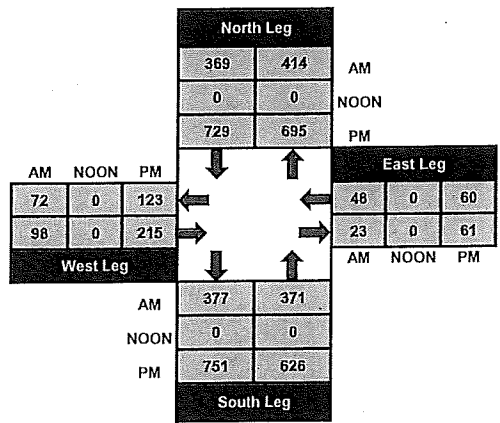 North Leg
369 414 AM
0 0 NOON
729 695 PM
AM NOON PM East Leg
72 0 123 48 0 60
98 0 215 23 0 61
West Leg AM NOON PM
AM 377 371
NOON 0 0
PM 751 626
South Leg